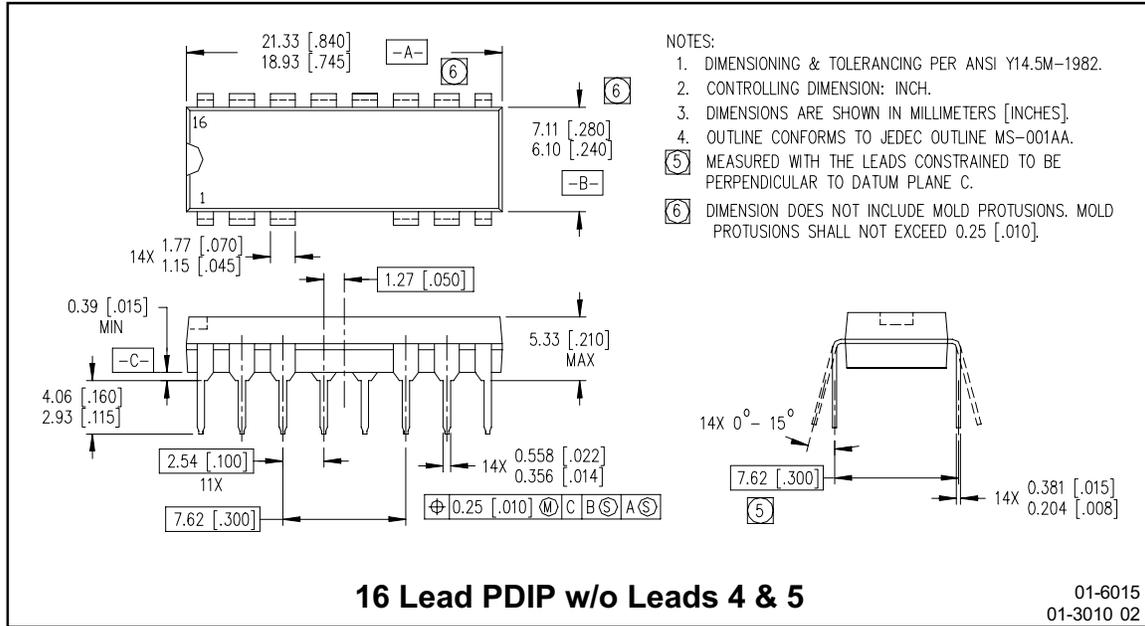 21.33 [.840]
18.93 [.745]
-A-
6
6
16
1
7.11 [.280]
6.10 [.240]
-B-
NOTES:
1. DIMENSIONING & TOLERANCING PER ANSI Y14.5M-1982.
2. CONTROLLING DIMENSION: INCH.
3. DIMENSIONS ARE SHOWN IN MILLIMETERS [INCHES].
4. OUTLINE CONFORMS TO JEDEC OUTLINE MS-001AA.
5 MEASURED WITH THE LEADS CONSTRAINED TO BE
PERPENDICULAR TO DATUM PLANE C.
6 DIMENSION DOES NOT INCLUDE MOLD PROTUSIONS. MOLD
PROTUSIONS SHALL NOT EXCEED 0.25 [.010].
14X 1.77 [.070]
1.15 [.045]
1.27 [.050]
0.39 [.015]
MIN
-C-
5.33 [.210]
MAX
4.06 [.160]
2.93 [.115]
2.54 [.100]
11X
14X 0.558 [.022]
0.356 [.014]
⌖ 0.25 [.010] Ⓜ C B Ⓢ A Ⓢ
7.62 [.300]
14X 0°- 15°
7.62 [.300]
5
14X 0.381 [.015]
0.204 [.008]
16 Lead PDIP w/o Leads 4 & 5
01-6015
01-3010 02